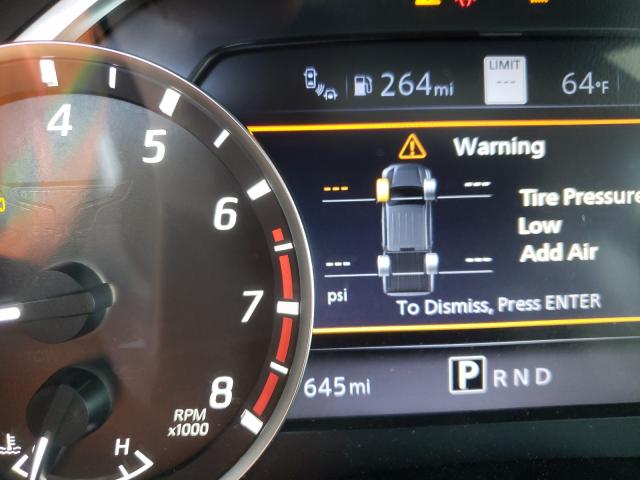 264mi
LIMIT
---
64°F
4
5
6
7
8
RPM
x1000
H
Warning
--- ---
Tire Pressure
Low
Add Air
--- ---
psi
To Dismiss, Press ENTER
645mi
P R N D